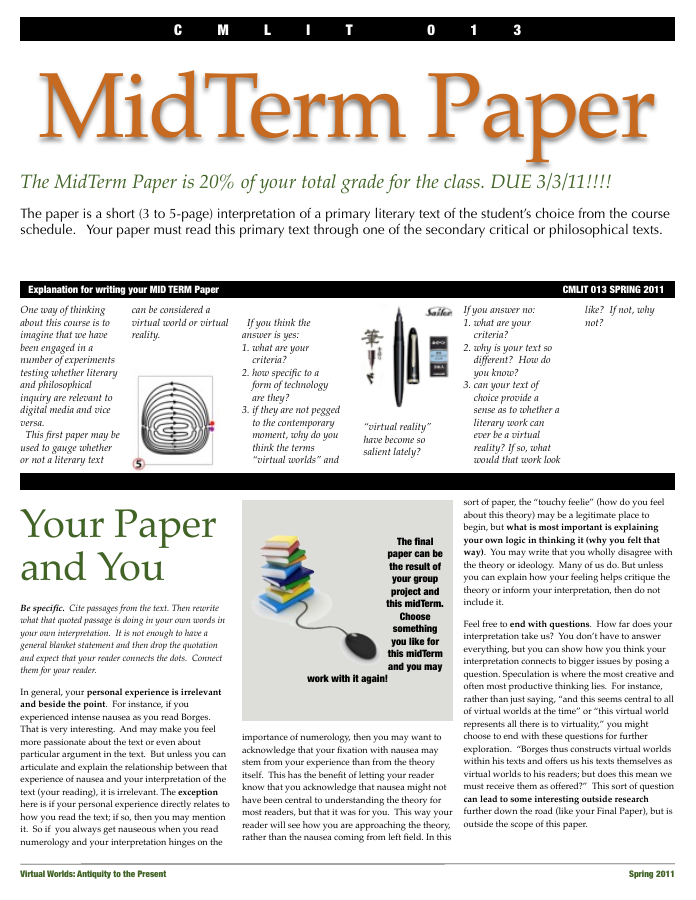 CMLIT 013
MidTerm Paper
The MidTerm Paper is 20% of your total grade for the class. DUE 3/3/11!!!!
The paper is a short (3 to 5-page) interpretation of a primary literary text of the student's choice from the course
schedule. Your paper must read this primary text through one of the secondary critical or philosophical texts.
Explanation for writing your MID TERM Paper
CMLIT 013 SPRING 2011
One way of thinking
about this course is to
imagine that we have
been engaged in a
number of experiments
testing whether literary
and philosophical
inquiry are relevant to
digital media and vice
versa.
This first paper may be
used to gauge whether
or not a literary text
can be considered a
virtual world or virtual
reality.
5
If you think the
answer is yes:
1. what are your
criteria?
2. how specific to a
form of technology
are they?
3. if they are not pegged
to the contemporary
moment, why do you
think the terms
"virtual worlds" and
筆
Sailor
"virtual reality"
have become so
salient lately?
If you answer no:
1. what are your
criteria?
2. why is your text so
different? How do
you know?
3. can your text of
choice provide a
sense as to whether a
literary work can
ever be a virtual
reality? If so, what
would that work look
like? If not, why
not?
Your Paper
and You
Be specific. Cite passages from the text. Then rewrite
what that quoted passage is doing in your own words in
your own interpretation. It is not enough to have a
general blanket statement and then drop the quotation
and expect that your reader connects the dots. Connect
them for your reader.
In general, your personal experience is irrelevant
and beside the point. For instance, if you
experienced intense nausea as you read Borges.
That is very interesting. And may make you feel
more passionate about the text or even about
particular argument in the text. But unless you can
articulate and explain the relationship between that
experience of nausea and your interpretation of the
text (your reading), it is irrelevant. The exception
here is if your personal experience directly relates to
how you read the text; if so, then you may mention
it. So if you always get nauseous when you read
numerology and your interpretation hinges on the
The final
paper can be
the result of
your group
project and
this midTerm.
Choose
something
you like for
this midTerm
and you may
work with it again!
importance of numerology, then you may want to
acknowledge that your fixation with nausea may
stem from your experience than from the theory
itself. This has the benefit of letting your reader
know that you acknowledge that nausea might not
have been central to understanding the theory for
most readers, but that it was for you. This way your
reader will see how you are approaching the theory,
rather than the nausea coming from left field. In this
sort of paper, the "touchy feelie" (how do you feel
about this theory) may be a legitimate place to
begin, but what is most important is explaining
your own logic in thinking it (why you felt that
way). You may write that you wholly disagree with
the theory or ideology. Many of us do. But unless
you can explain how your feeling helps critique the
theory or inform your interpretation, then do not
include it.
Feel free to end with questions. How far does your
interpretation take us? You don't have to answer
everything, but you can show how you think your
interpretation connects to bigger issues by posing a
question. Speculation is where the most creative and
often most productive thinking lies. For instance,
rather than just saying, "and this seems central to all
of virtual worlds at the time" or "this virtual world
represents all there is to virtuality," you might
choose to end with these questions for further
exploration. "Borges thus constructs virtual worlds
within his texts and offers us his texts themselves as
virtual worlds to his readers; but does this mean we
must receive them as offered?" This sort of question
can lead to some interesting outside research
further down the road (like your Final Paper), but is
outside the scope of this paper.
Virtual Worlds: Antiquity to the Present
Spring 2011